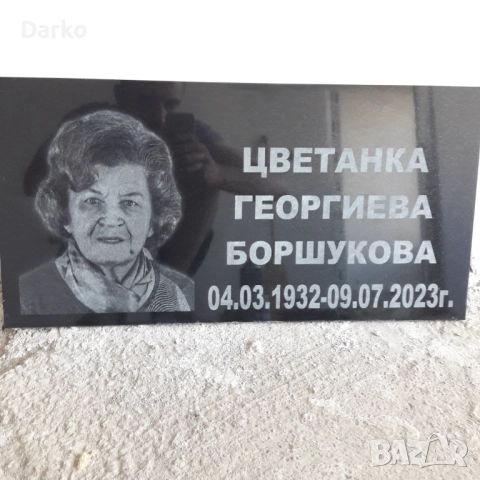 Darko
ЦВЕТАНКА
ГЕОРГИЕВА
БОРШУКОВА
04.03.1932-09.07.2023г.
BAZAR